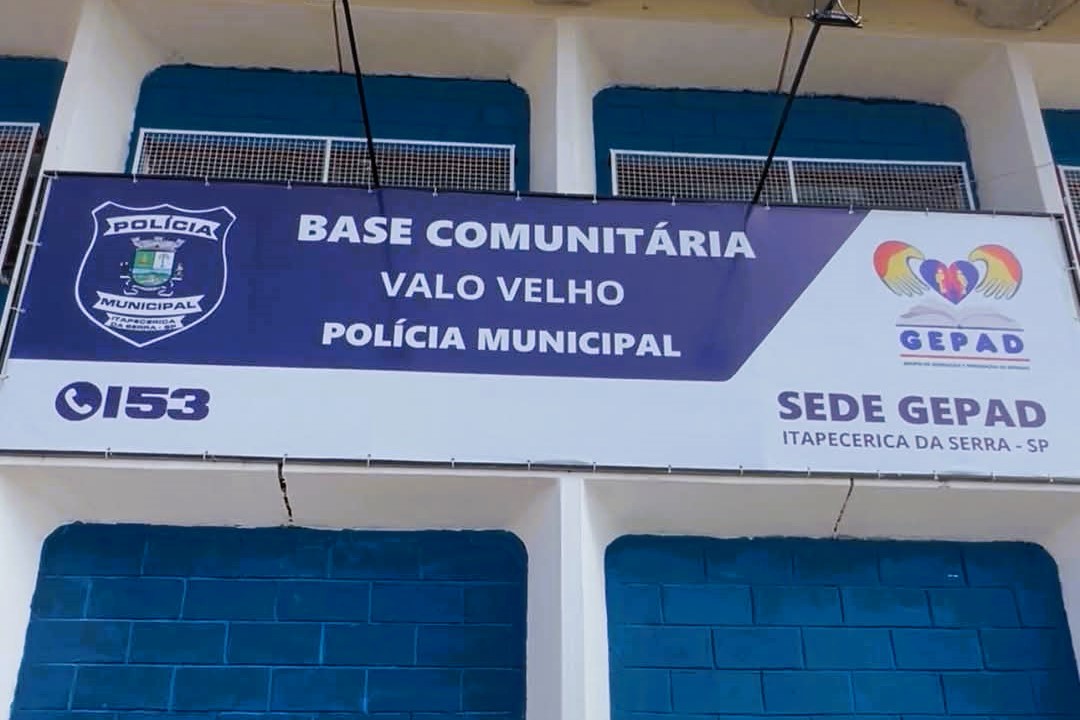 POLÍCIA
MUNICIPAL
ITAPECERICA
DA SERRA - SP
BASE COMUNITÁRIA
VALO VELHO
POLÍCIA MUNICIPAL
153
GEPAD
SEDE GEPAD
ITAPECERICA DA SERRA - SP